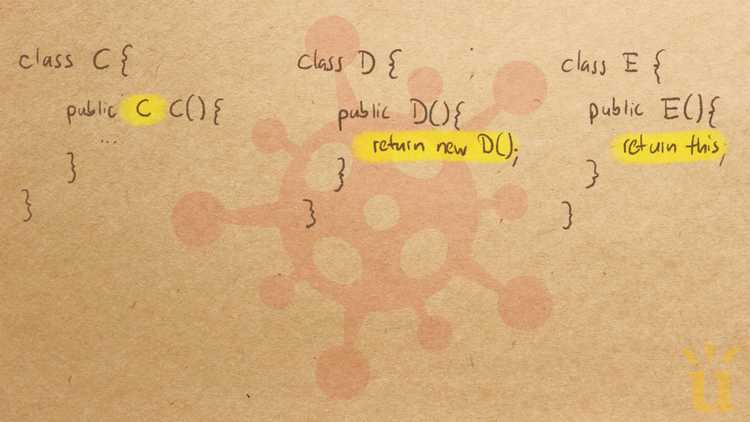 class C {
public C C(){
...
}
}
class D {
public D(){
return new D();
}
}
class E {
public E(){
return this;
}
}
u